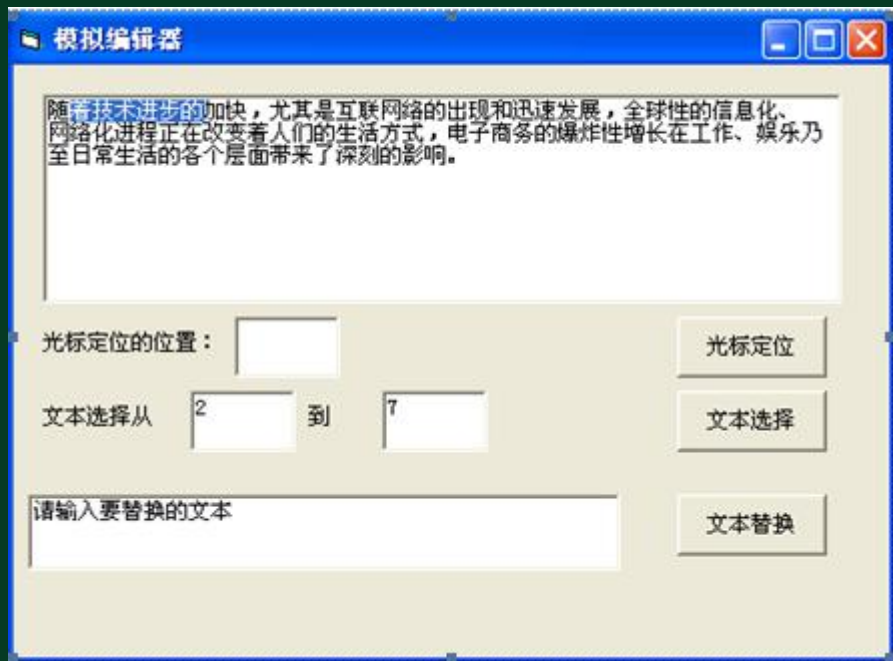 模拟编辑器
随着技术进步的加快，尤其是互联网络的出现和迅速发展，全球性的信息化、
网络化进程正在改变着人们的生活方式，电子商务的爆炸性增长在工作、娱乐乃
至日常生活的各个层面带来了深刻的影响。
光标定位的位置： 光标定位
文本选择从 2 到 7 文本选择
请输入要替换的文本 文本替换